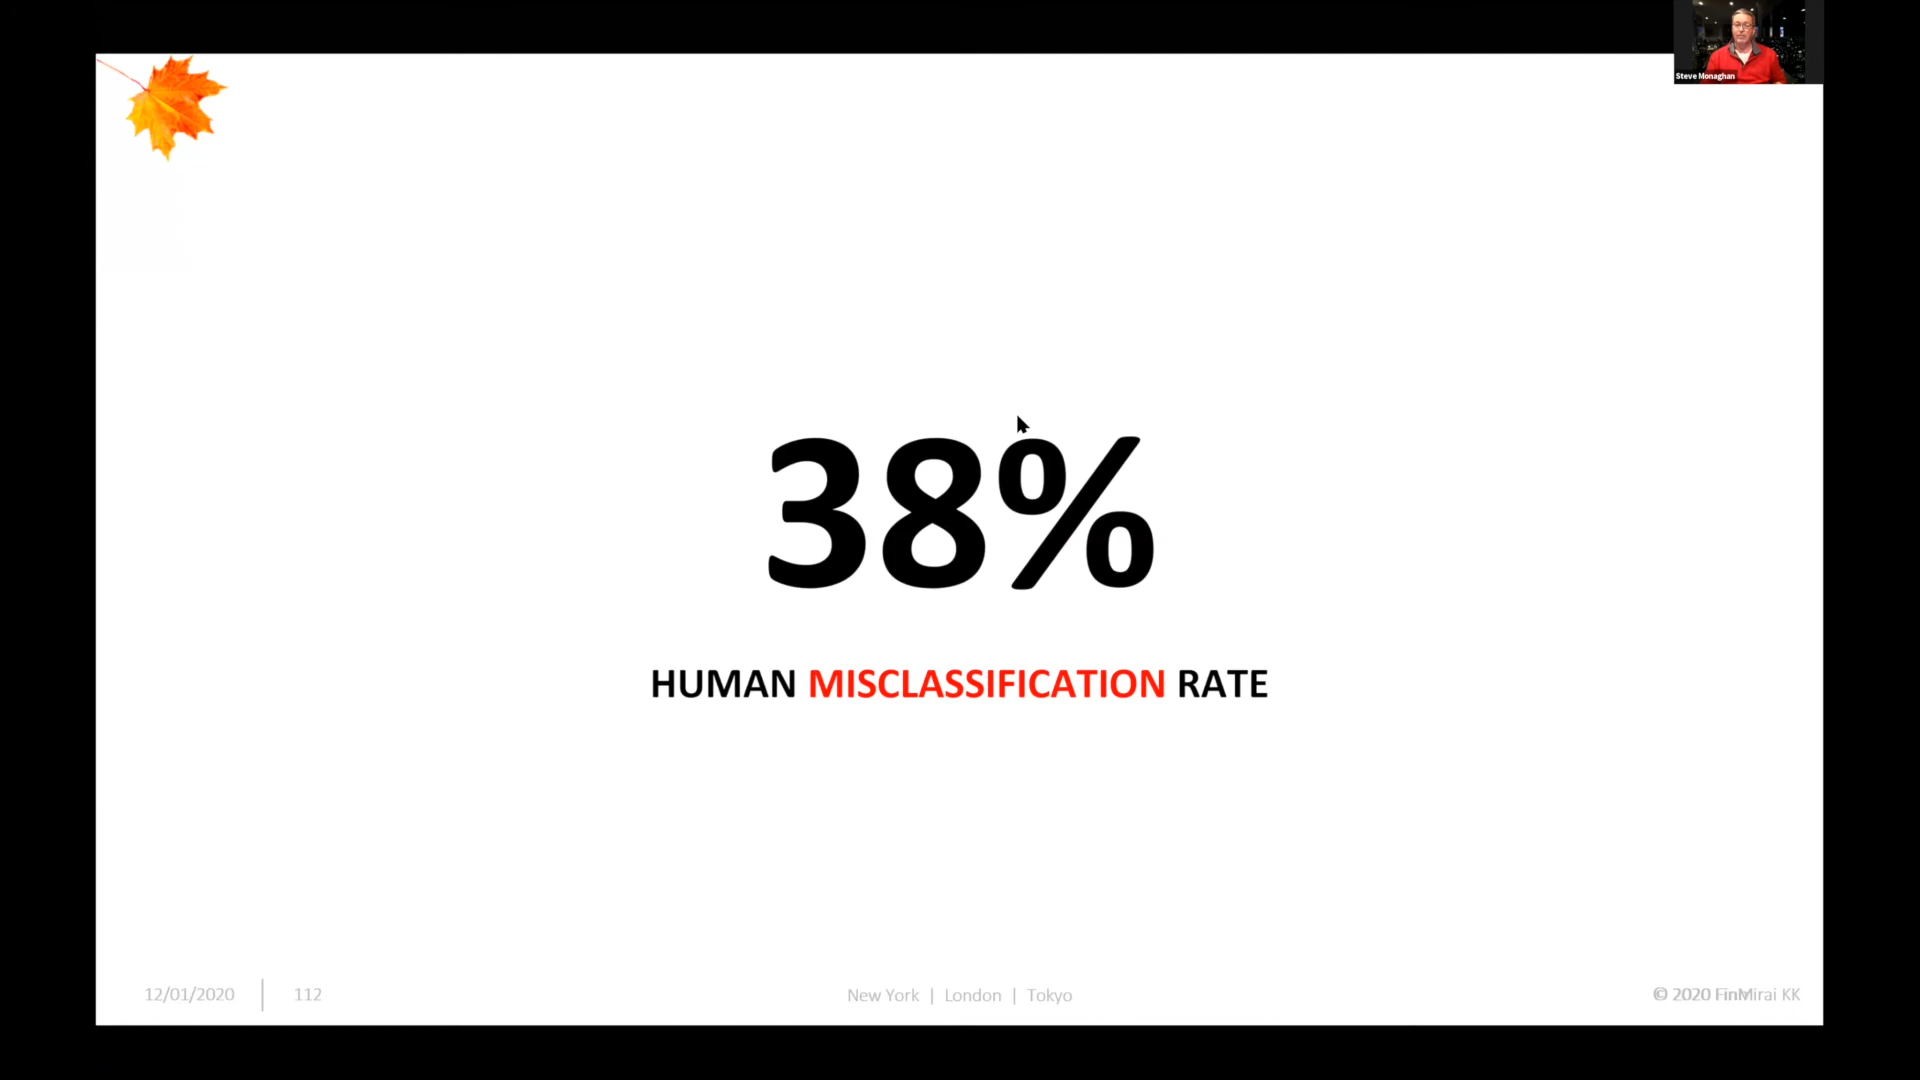 Steve Monaghan
38%
HUMAN MISCLASSIFICATION RATE
12/01/2020 | 112
New York | London | Tokyo
© 2020 FinMirai KK